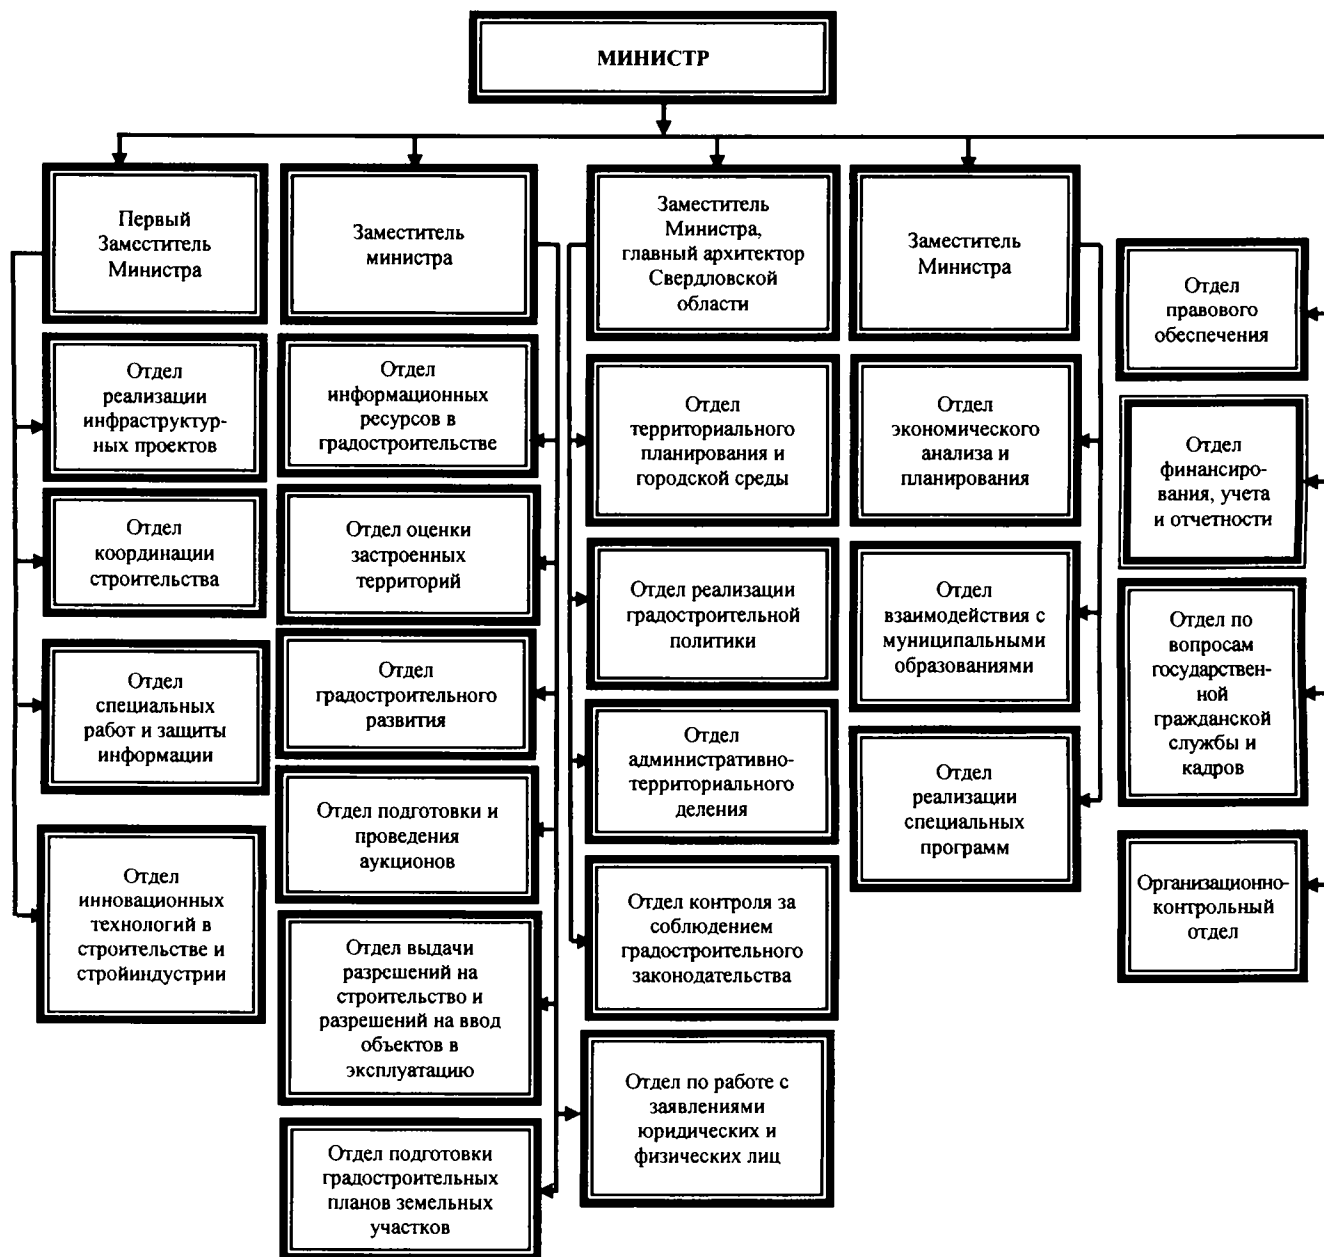 МИНИСТР
Первый
Заместитель
Министра
Заместитель
министра
Заместитель
Министра,
главный архитектор
Свердловской
области
Заместитель
Министра
Отдел
правового
обеспечения
Отдел
реализации
инфраструктур-
ных проектов
Отдел
информационных
ресурсов в
градостроительстве
Отдел
территориального
планирования и
городской среды
Отдел
экономического
анализа и
планирования
Отдел
финансиро-
вания, учета
и отчетности
Отдел
координации
строительства
Отдел оценки
застроенных
территорий
Отдел реализации
градостроительной
политики
Отдел
взаимодействия с
муниципальными
образованиями
Отдел по
вопросам
государствен-
ной
гражданской
службы и
кадров
Отдел
специальных
работ и защиты
информации
Отдел
градостроительного
развития
Отдел
административно-
территориального
деления
Отдел
реализации
специальных
программ
Отдел подготовки и
проведения
аукционов
Отдел
инновационных
технологий в
строительстве и
стройиндустрии
Отдел контроля за
соблюдением
градостроительного
законодательства
Организационно-
контрольный
отдел
Отдел выдачи
разрешений на
строительство и
разрешений на ввод
объектов в
эксплуатацию
Отдел по работе с
заявлениями
юридических и
физических лиц
Отдел подготовки
градостроительных
планов земельных
участков